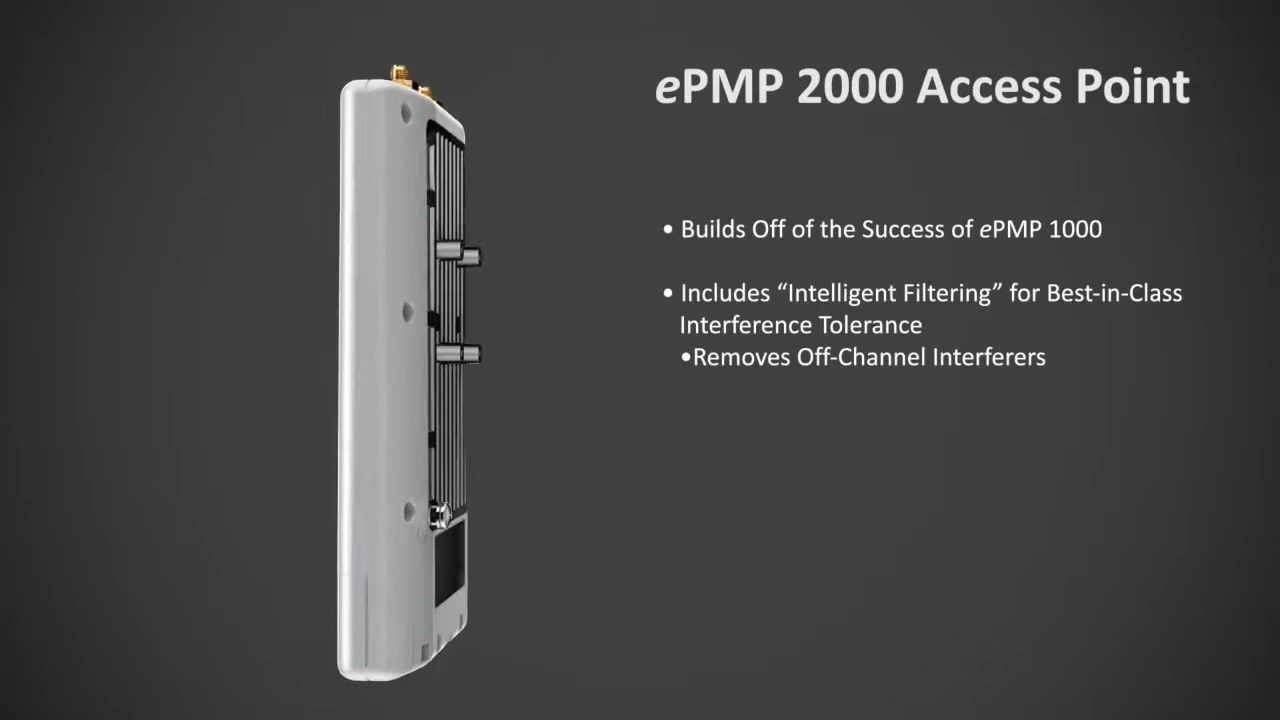 ePMP 2000 Access Point
• Builds Off of the Success of ePMP 1000
• Includes “Intelligent Filtering” for Best-in-Class
Interference Tolerance
•Removes Off-Channel Interferers